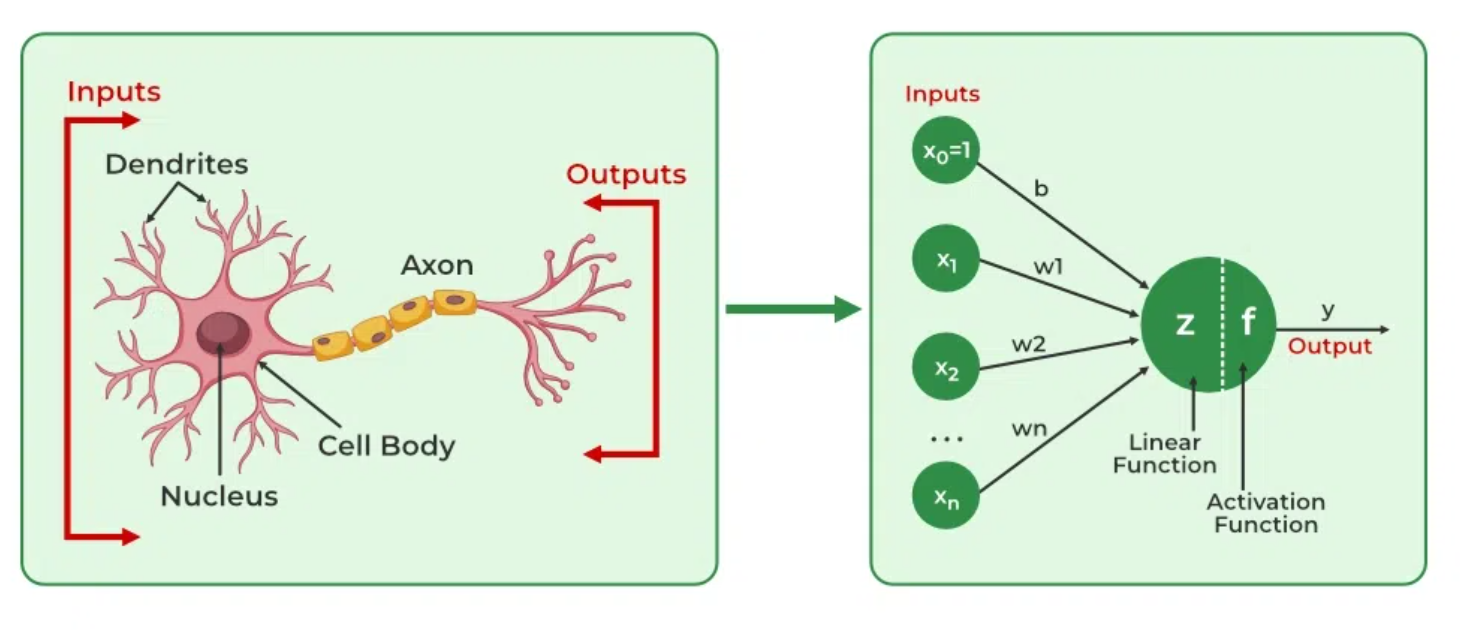 Inputs
Dendrites
Outputs
Axon
Cell Body
Nucleus
Inputs
x₀=1
b
x₁
w1
z
f
y
Output
w2
x₂
...
wn
xₙ
Linear
Function
Activation
Function